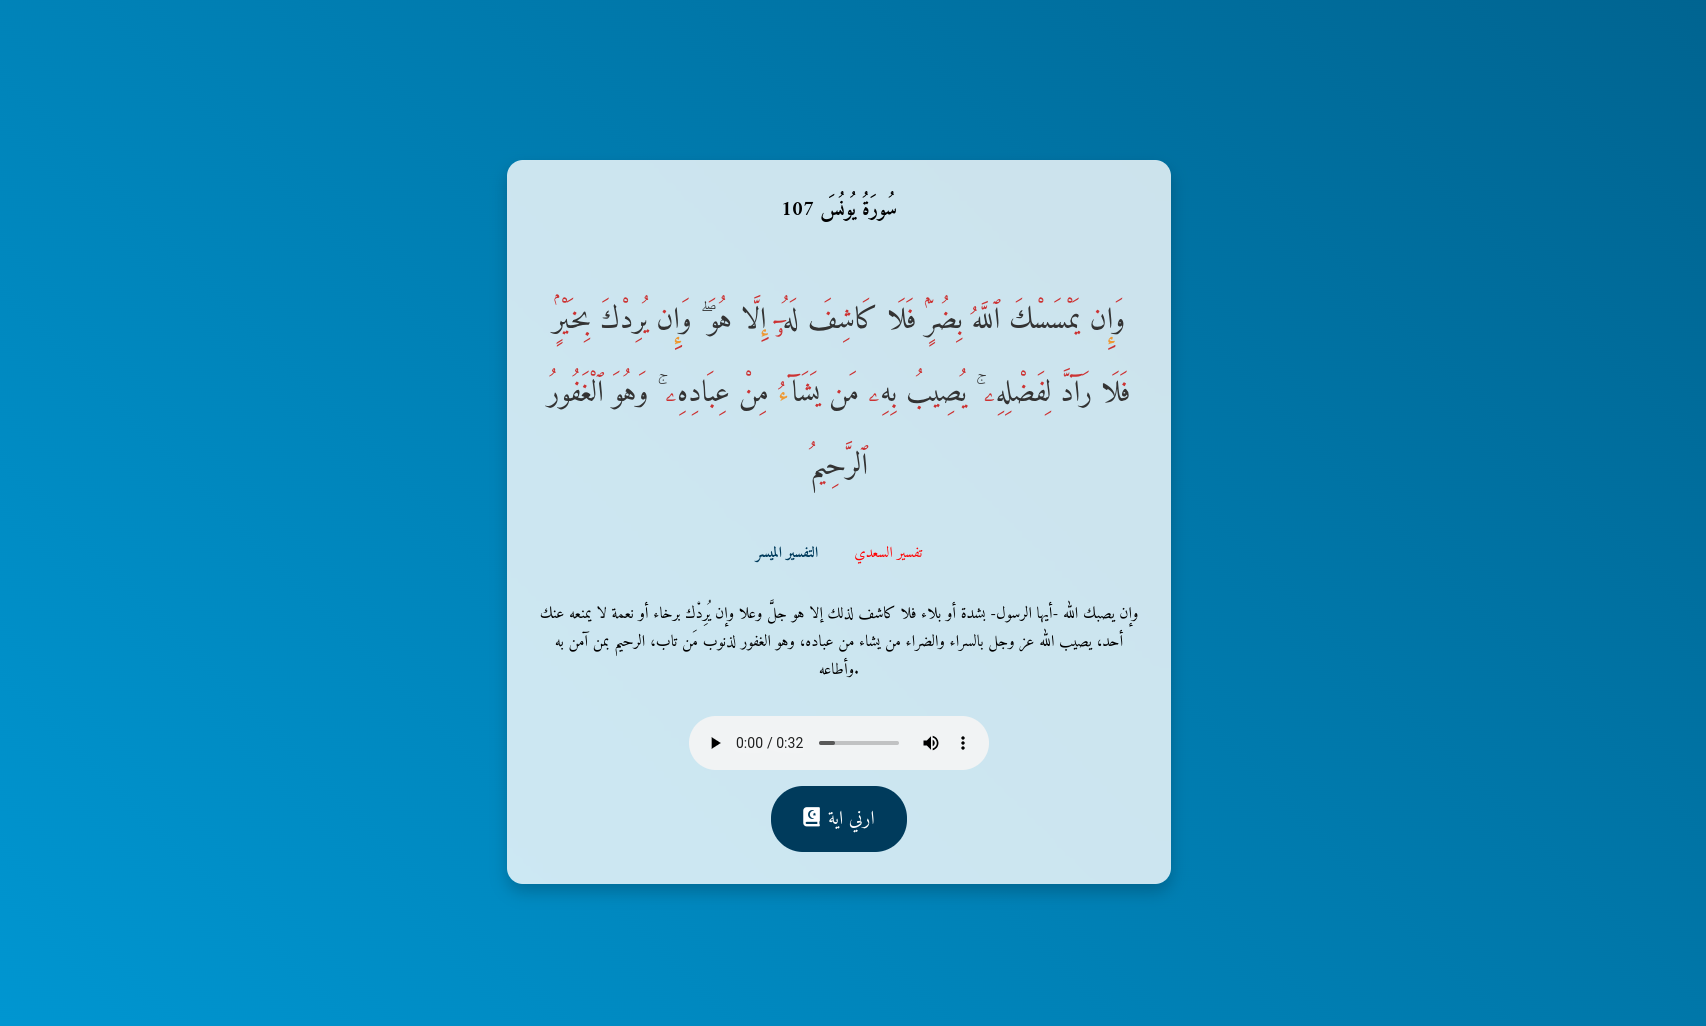 سُورَةُ يُونُسَ 107
وَإِن يَمْسَسْكَ ٱللَّهُ بِضُرٍّۢ فَلَا كَاشِفَ لَهُۥٓ إِلَّا هُوَ ۖ وَإِن يُرِدْكَ بِخَيْرٍۢ
فَلَا رَآدَّ لِفَضْلِهِۦ ۚ يُصِيبُ بِهِۦ مَن يَشَآءُ مِنْ عِبَادِهِۦ ۚ وَهُوَ ٱلْغَفُورُ
ٱلرَّحِيمُ
تفسير السعدي التفسير الميسر
وإن يصبك الله -أيها الرسول- بشدة أو بلاء فلا كاشف لذلك إلا هو جلَّ وعلا وإن يُرِدْك برخاء أو نعمة لا يمنعه عنك
أحد، يصيب الله عز وجل بالسراء والضراء من يشاء من عباده، وهو الغفور لذنوب مَن تاب، الرحيم بمن آمن به
وأطاعه.
0:00 / 0:32
ارني اية